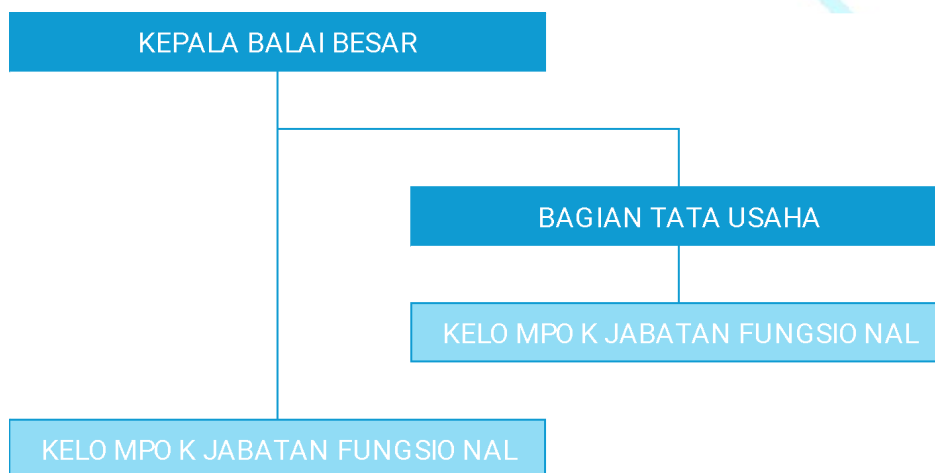 KEPALA BALAI BESAR
BAGIAN TATA USAHA
KELO MPO K JABATAN FUNGSIO NAL
KELO MPO K JABATAN FUNGSIO NAL